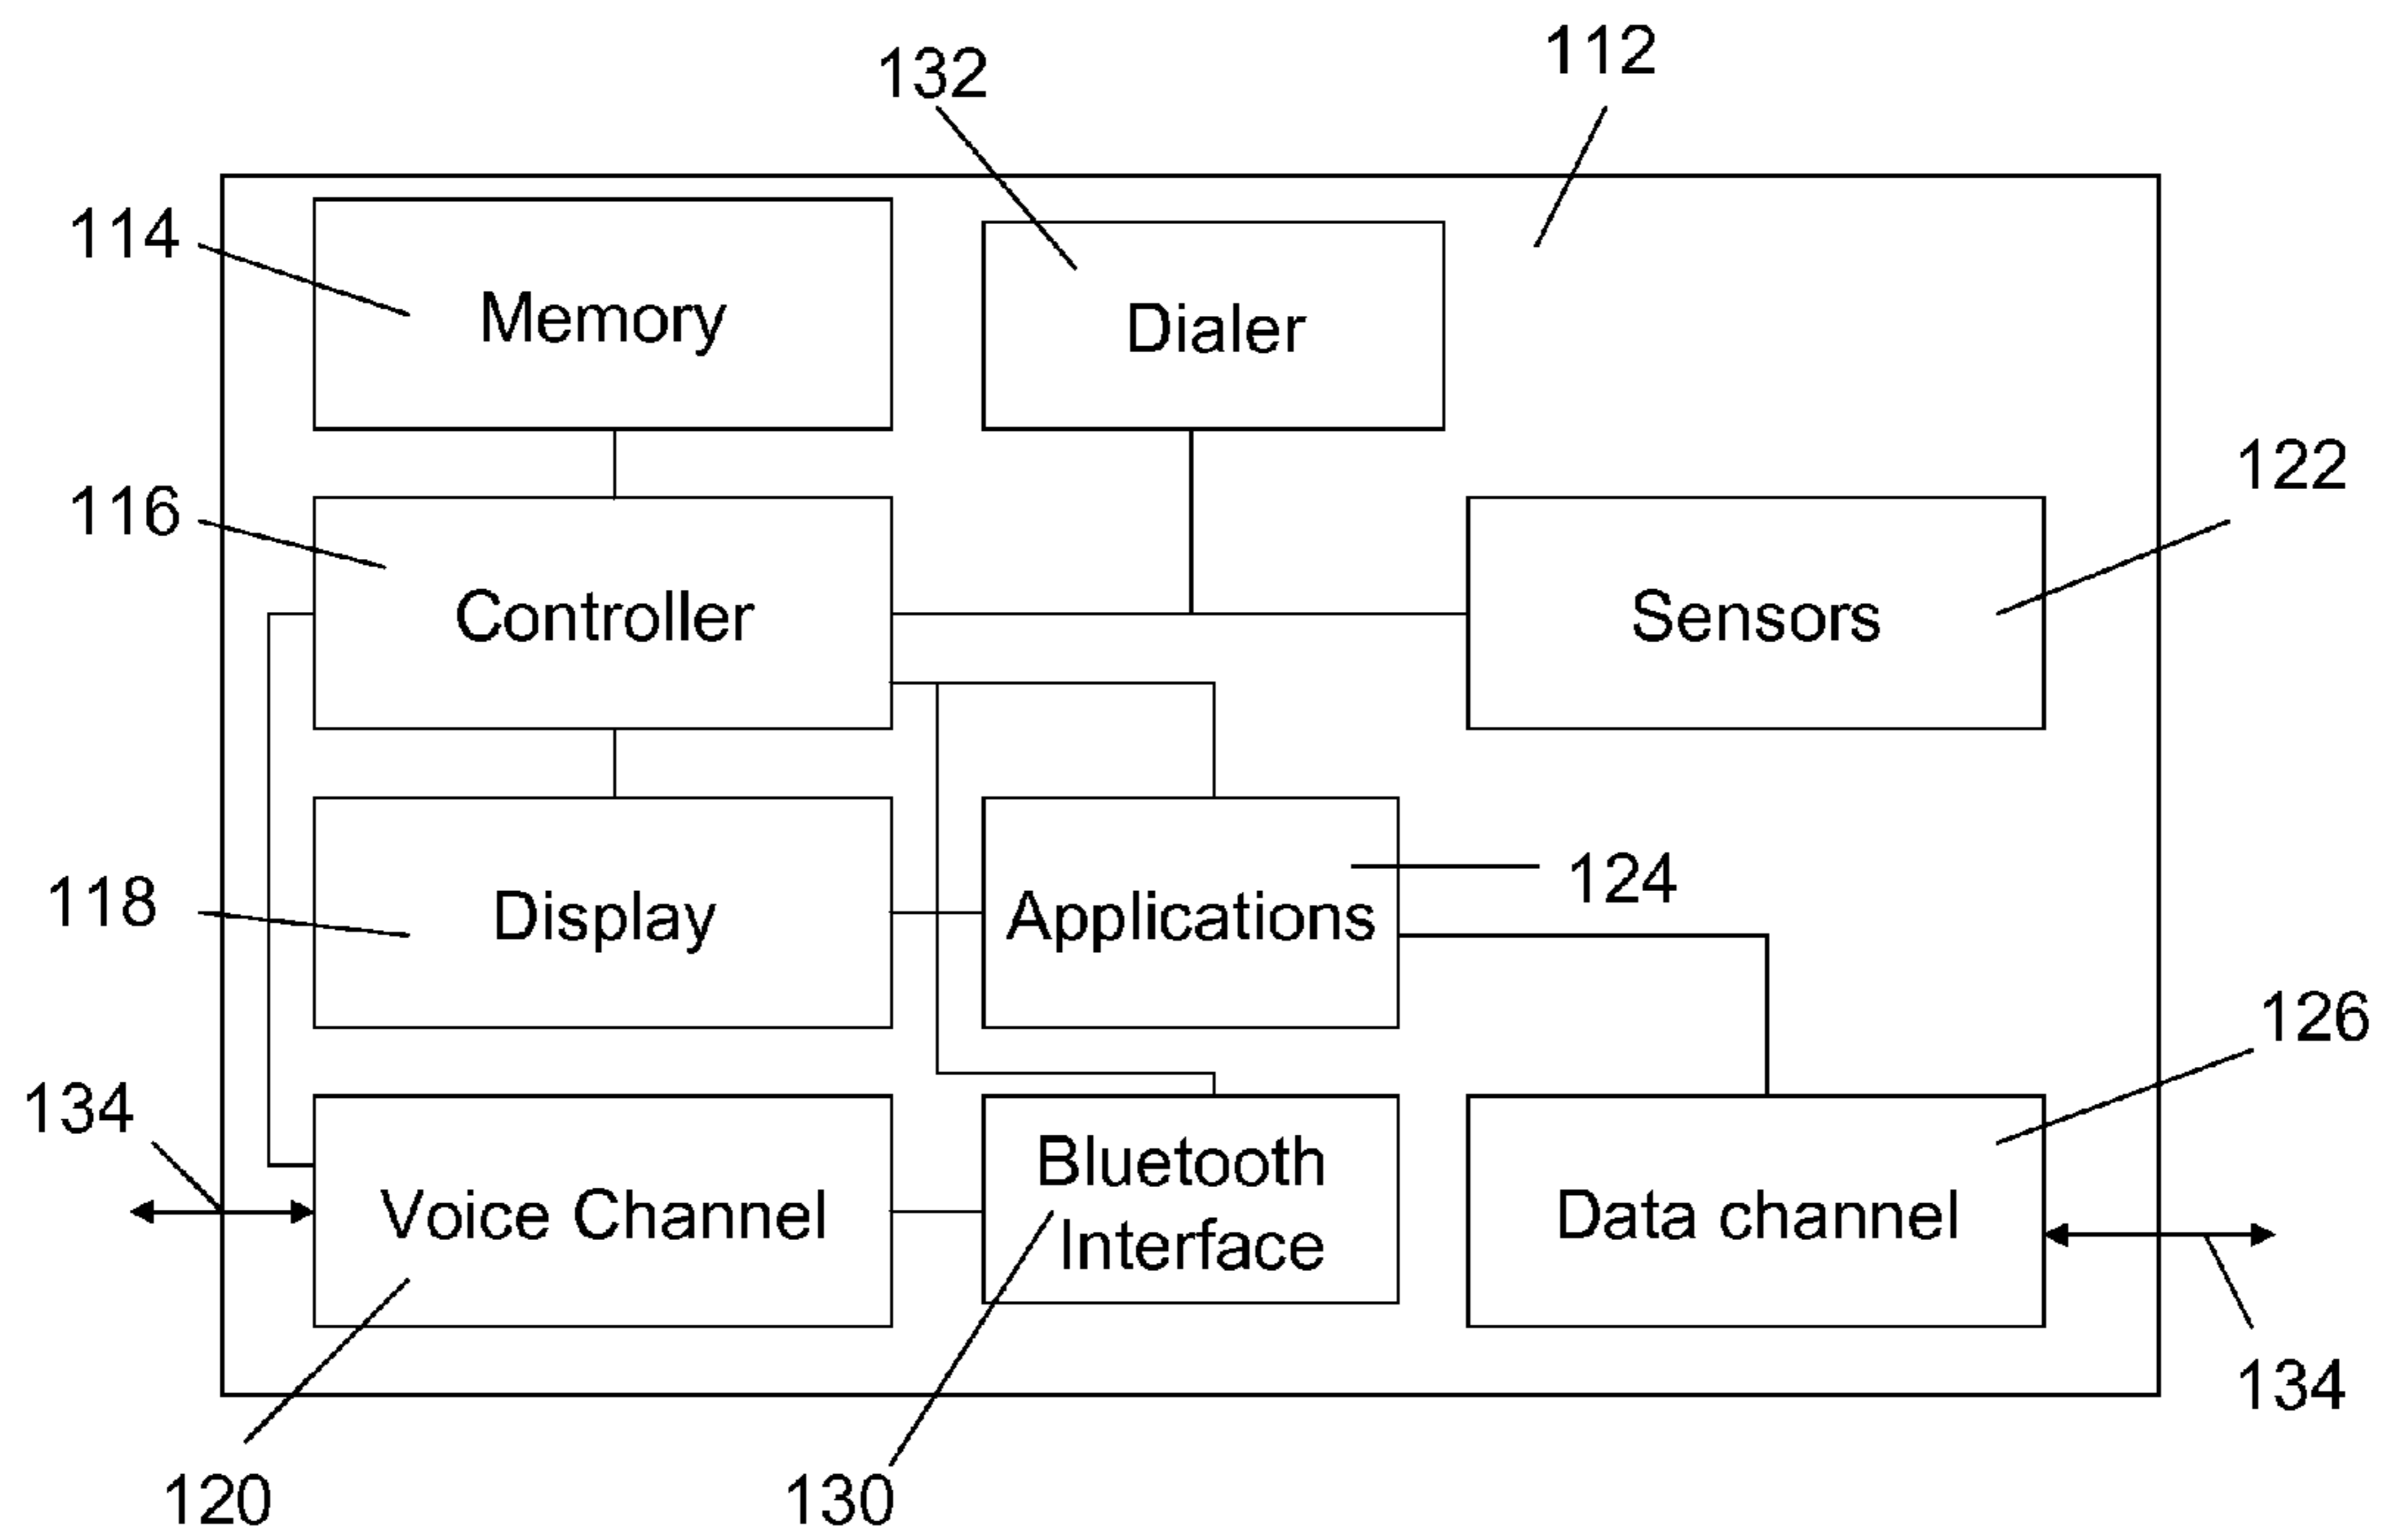 112
132
114
Memory
Dialer
122
116
Controller
Sensors
118
Display
Applications
124
126
134
Voice Channel
Bluetooth
Interface
Data channel
134
120
130